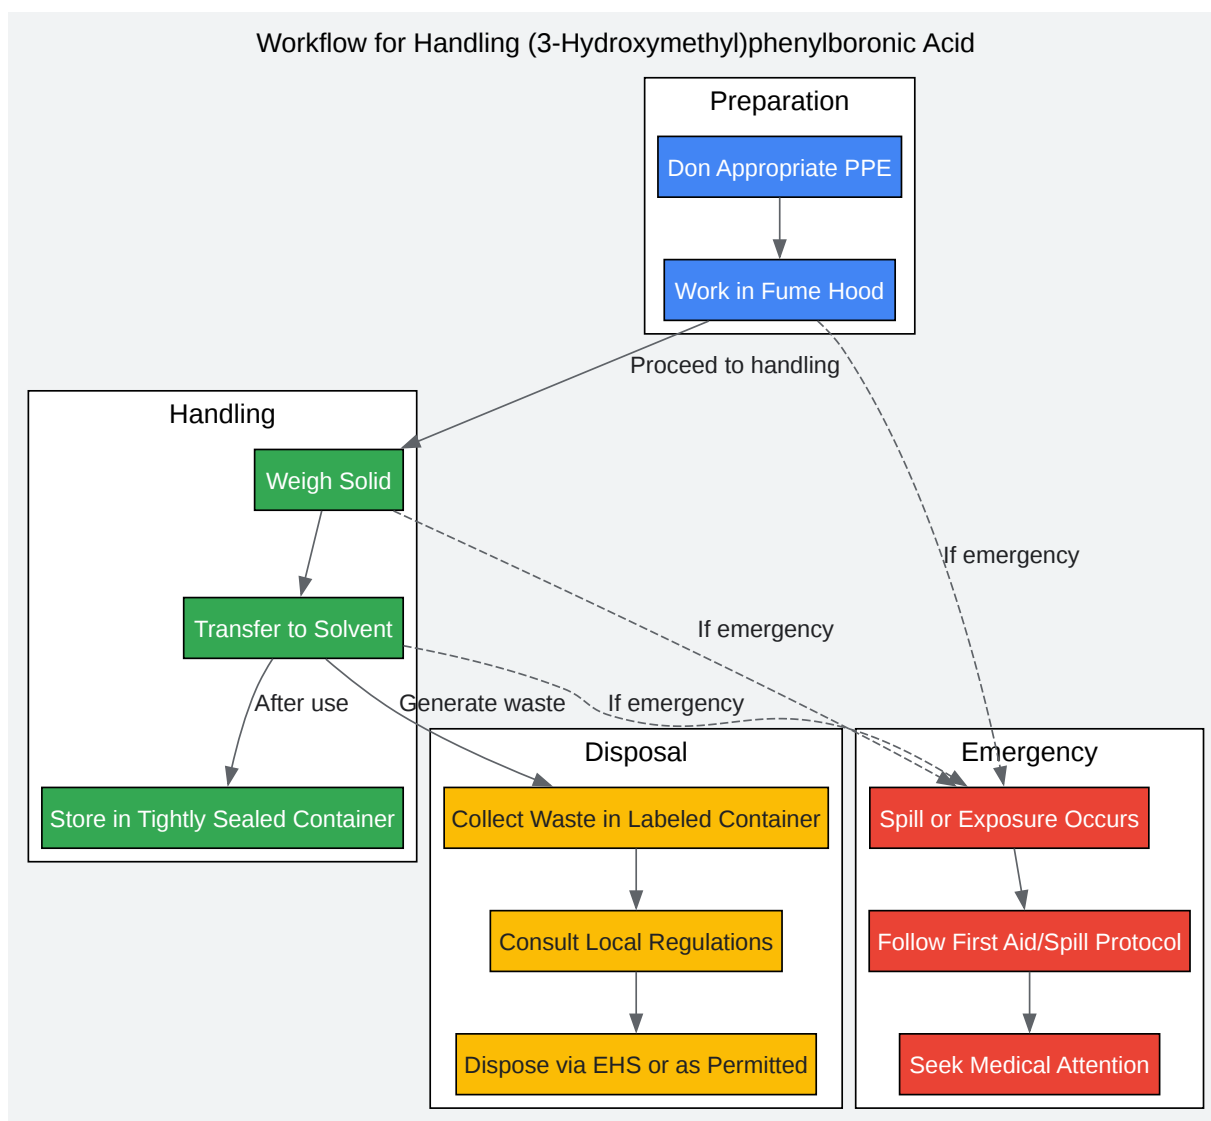 Workflow for Handling (3-Hydroxymethyl)phenylboronic Acid
Preparation
Don Appropriate PPE
Work in Fume Hood
Proceed to handling
Handling
Weigh Solid
If emergency
Transfer to Solvent
If emergency
After use
Generate waste
If emergency
Disposal
Emergency
Store in Tightly Sealed Container
Collect Waste in Labeled Container
Spill or Exposure Occurs
Consult Local Regulations
Follow First Aid/Spill Protocol
Dispose via EHS or as Permitted
Seek Medical Attention